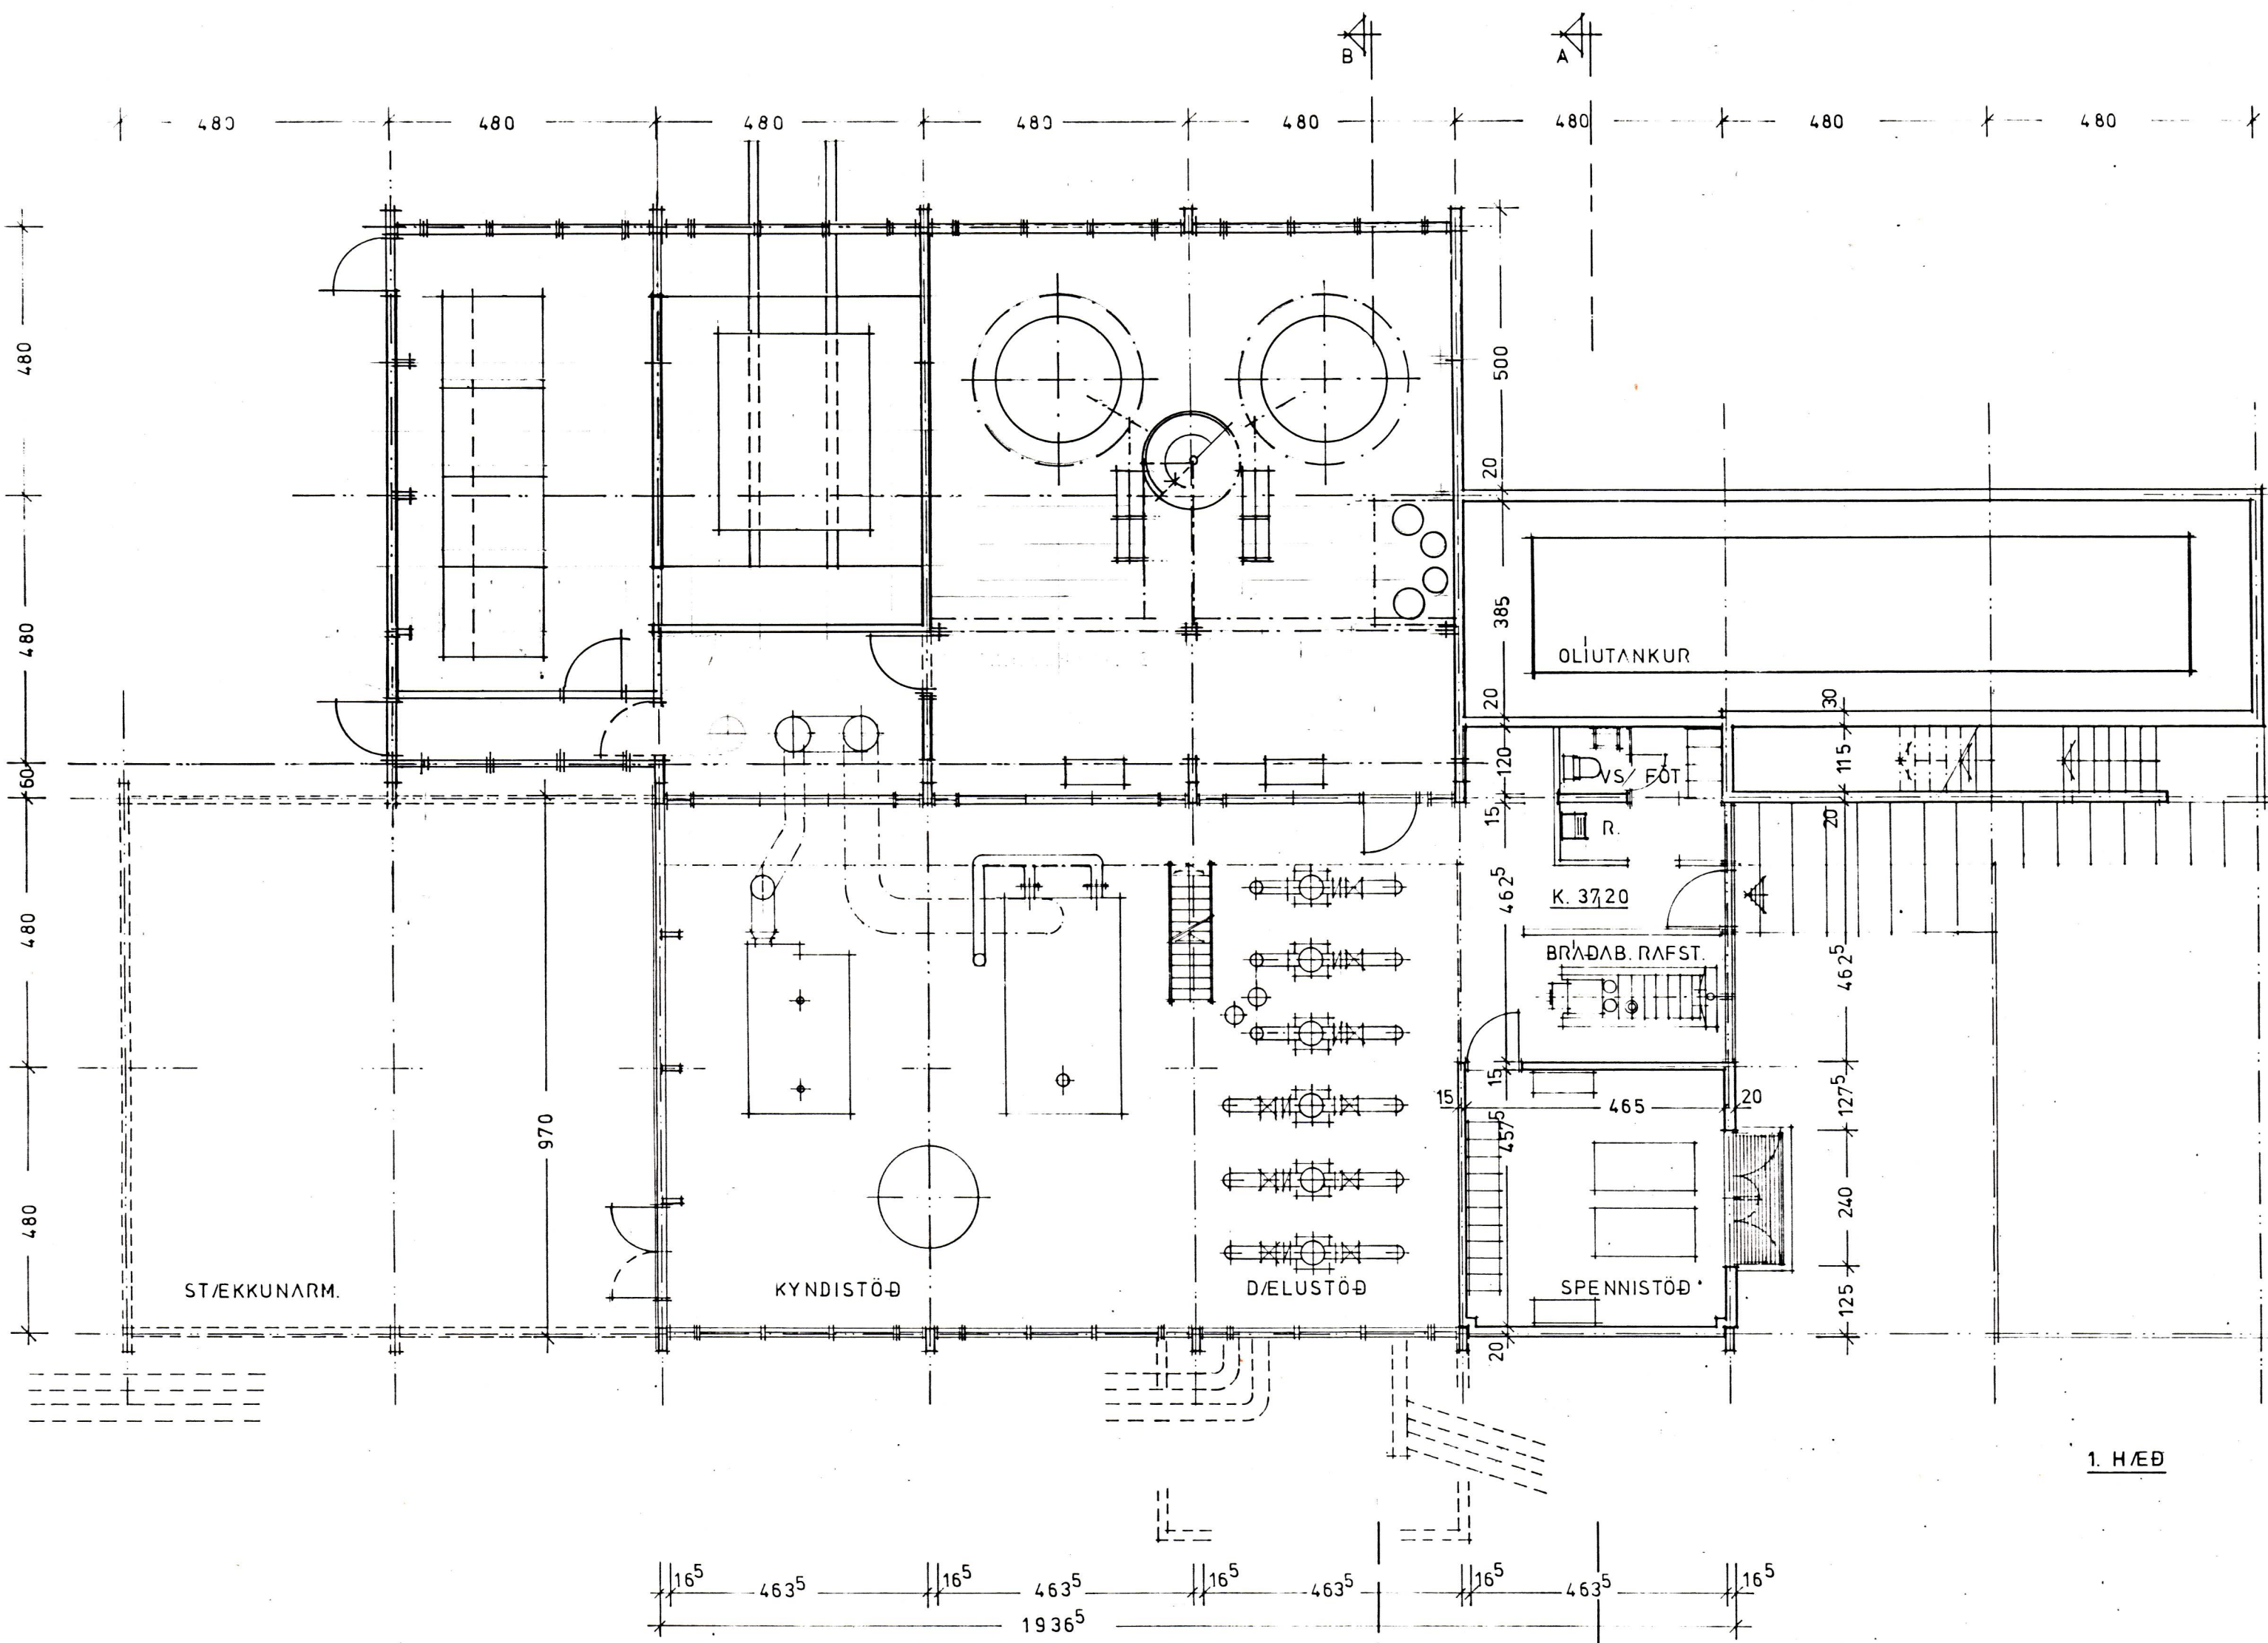 B A
480 480 480 480 480 480 480 480
480
500
20
480
385
OLÍUTANKUR
20
30
120
115
VS/ FÖT
60
15
20
R.
480
462⁵
K. 37,20
BRÁÐAB. RAFST.
462⁵
15
127⁵
15
465
20
970
457⁵
480
240
STÆKKUNARM.
KYNDISTÖÐ
DÆLUSTÖÐ
SPENNISTÖÐ
125
20
1. HÆÐ
16⁵ 463⁵ 16⁵ 463⁵ 16⁵ 463⁵ 16⁵ 463⁵ 16⁵
1936⁵